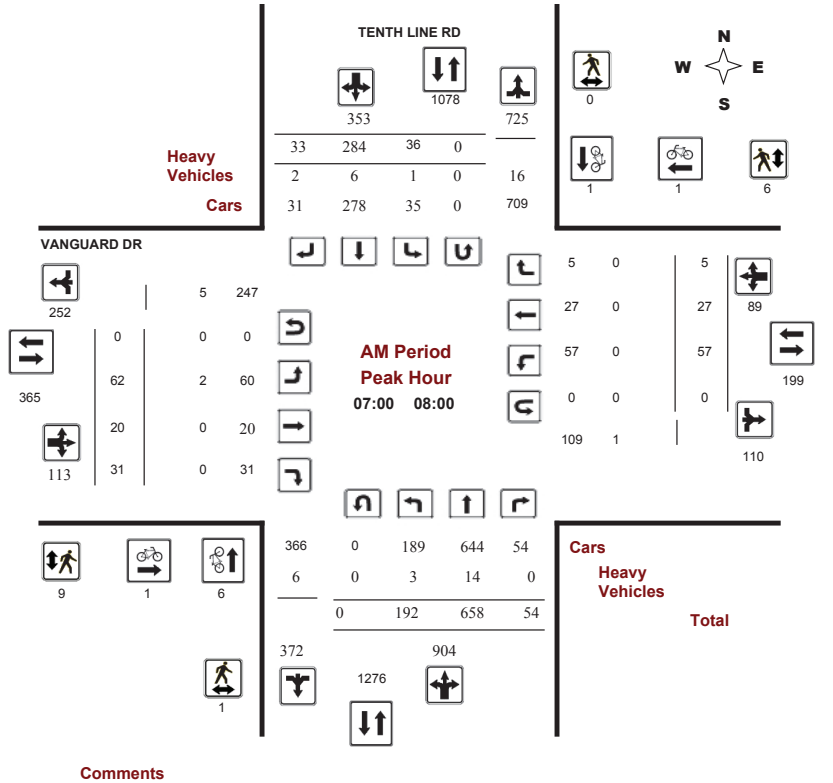 TENTH LINE RD
N
W E
S
1078
0
353 725
33 284 36 0
Heavy
Vehicles
2 6 1 0 16
Cars
31 278 35 0 709
1 1 6
VANGUARD DR
252
5 247
0 0 0
365
62 2 60
20 0 20
113
31 0 31
AM Period
Peak Hour
07:00 08:00
5 0 5
89
27 0 27
57 0 57
199
0 0 0
109 1
110
366 0 189 644 54
Cars
6 0 3 14 0
Heavy
Vehicles
0 192 658 54
Total
9 1 6
372 904
1276
1
Comments